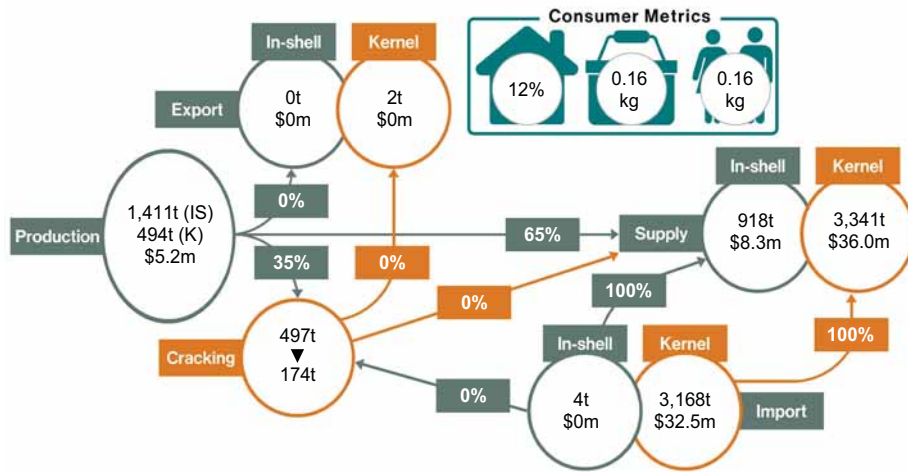 Consumer Metrics
12%
0.16
kg
0.16
kg
In-shell
Kernel
Export
0t
$0m
2t
$0m
In-shell
Kernel
Production
1,411t (IS)
494t (K)
$5.2m
0%
65%
Supply
918t
$8.3m
3,341t
$36.0m
35%
0%
0%
100%
Cracking
497t
▼
174t
In-shell
Kernel
100%
0%
4t
$0m
3,168t
$32.5m
Import